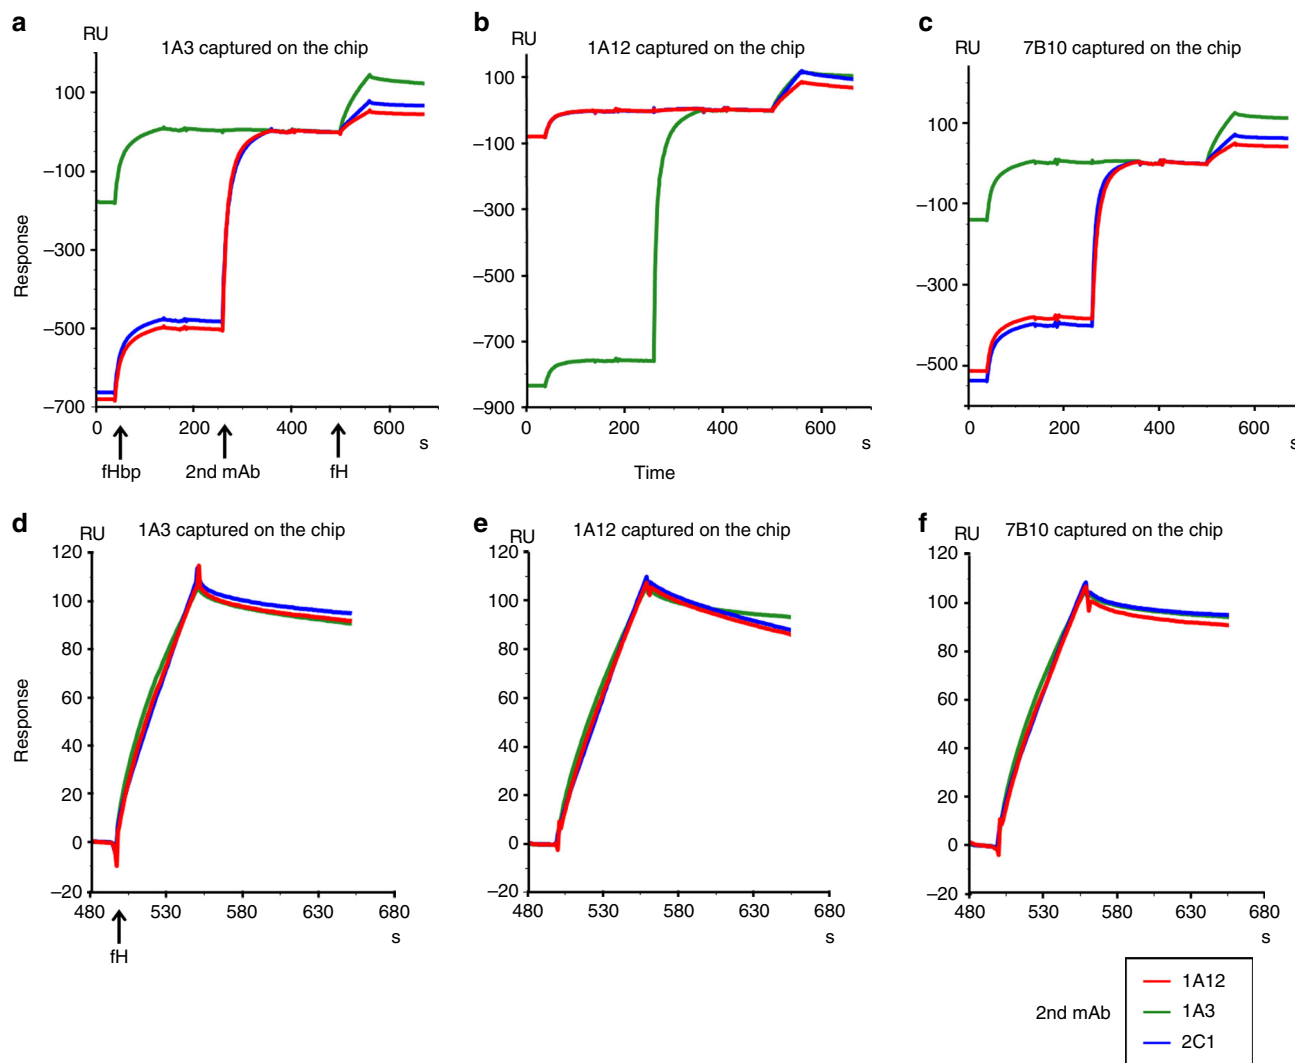 a
RU
1A3 captured on the chip
100
–100
–300
–500
–700
Response
0
200
400
600
s
fHbp
2nd mAb
fH
b
RU
1A12 captured on the chip
100
–100
–300
–500
–700
–900
0
200
400
600
s
Time
c
RU
7B10 captured on the chip
100
–100
–300
–500
0
200
400
600
s
d
RU
1A3 captured on the chip
120
100
80
60
40
20
0
–20
Response
480
530
580
630
680
s
fH
e
RU
1A12 captured on the chip
120
100
80
60
40
20
0
–20
480
530
580
630
680
s
f
RU
7B10 captured on the chip
120
100
80
60
40
20
0
–20
480
530
580
630
680
s
2nd mAb
1A12
1A3
2C1